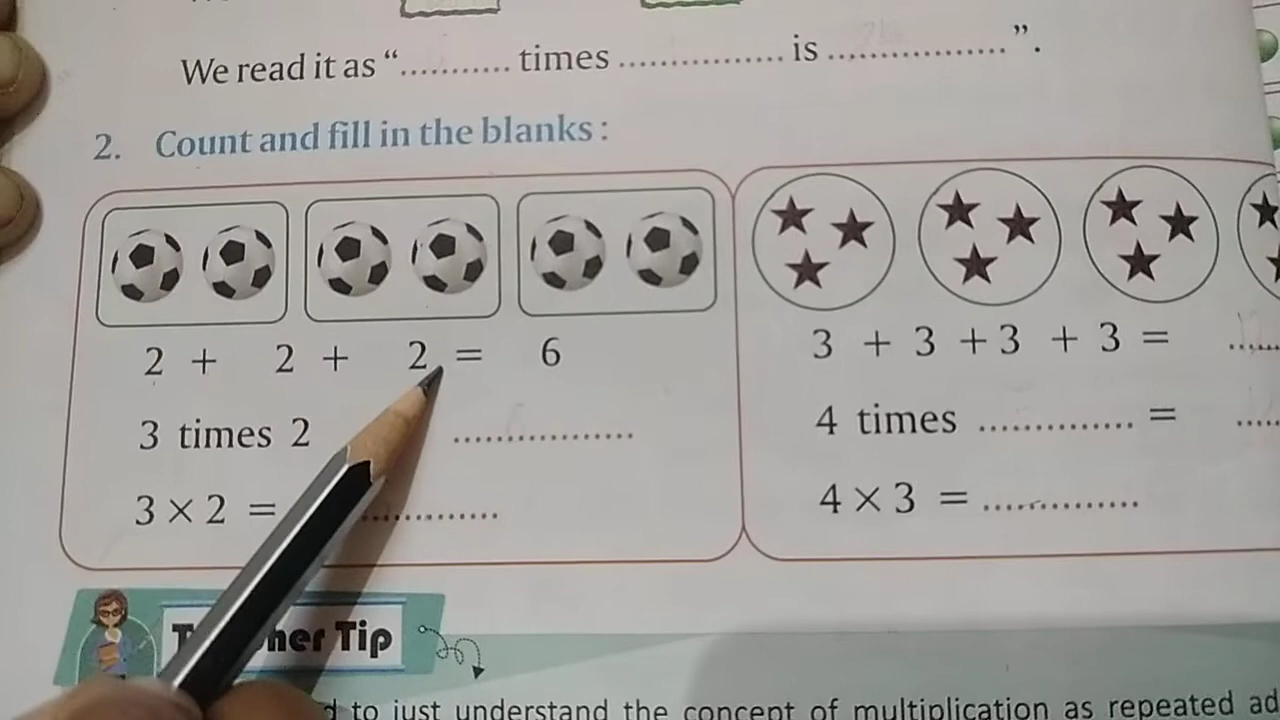 We read it as “........... times ............... is ................ ”.
2. Count and fill in the blanks :
2 + 2 + 2 = 6
3 times 2 ................
3 × 2 = ............
3 + 3 + 3 + 3 = .....
4 times .............. = .....
4 × 3 = ..............
Tip
to just understand the concept of multiplication as repeated